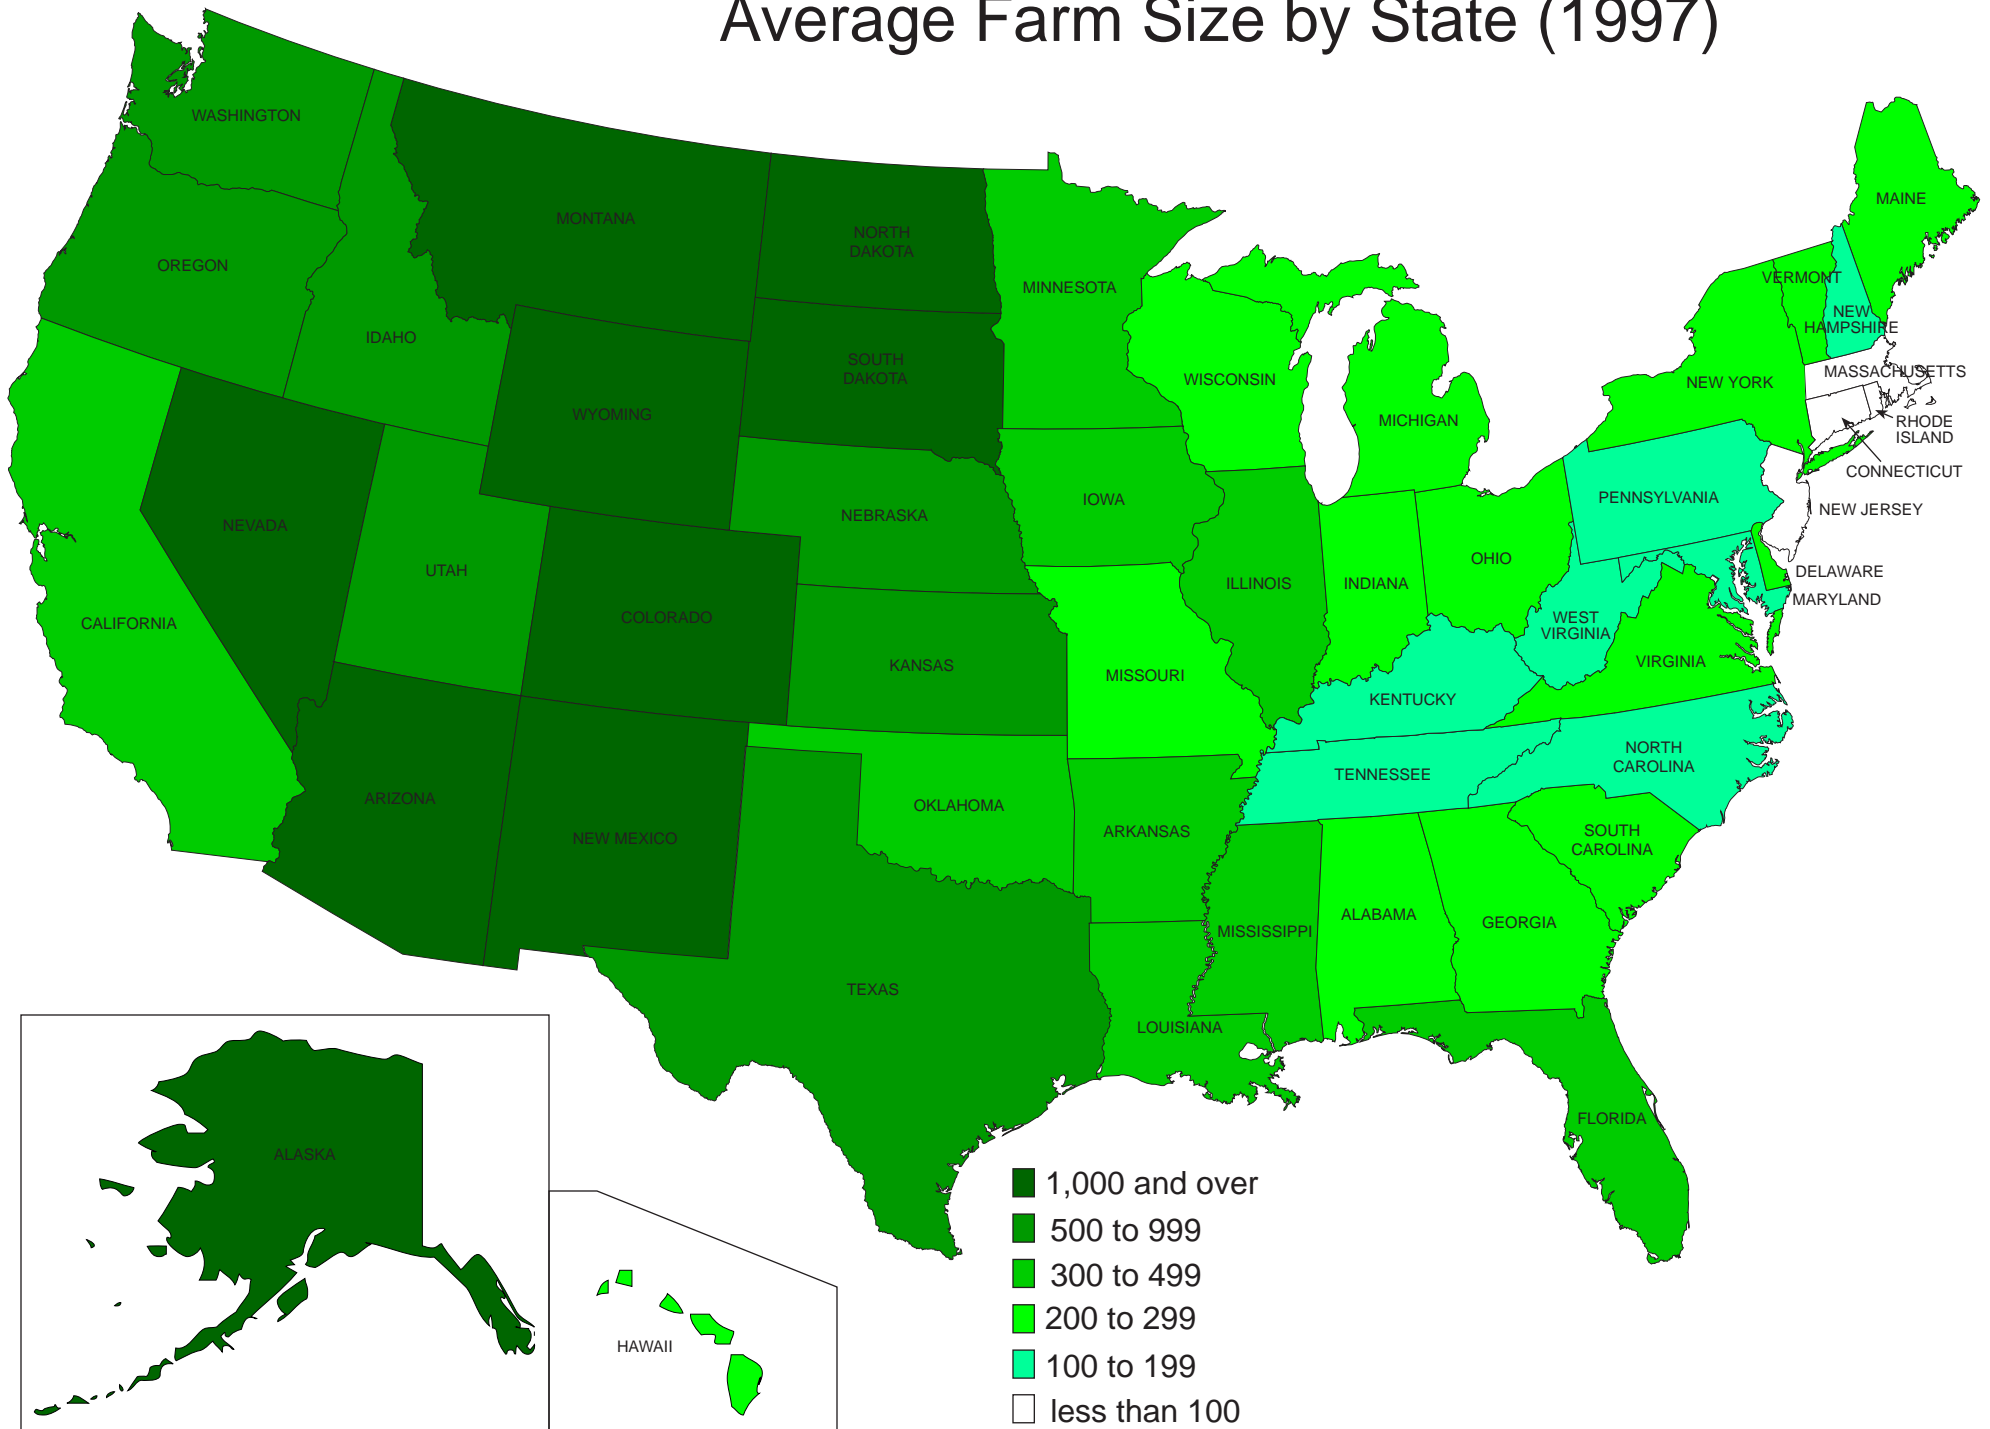 Average Farm Size by State (1997)
WASHINGTON
OREGON
IDAHO
MONTANA
NORTH
DAKOTA
SOUTH
DAKOTA
WYOMING
NEVADA
UTAH
COLORADO
CALIFORNIA
ARIZONA
NEW MEXICO
NEBRASKA
KANSAS
OKLAHOMA
TEXAS
MINNESOTA
IOWA
MISSOURI
ARKANSAS
LOUISIANA
WISCONSIN
ILLINOIS
MICHIGAN
INDIANA
OHIO
KENTUCKY
TENNESSEE
MISSISSIPPI
ALABAMA
GEORGIA
FLORIDA
SOUTH
CAROLINA
NORTH
CAROLINA
VIRGINIA
WEST
VIRGINIA
PENNSYLVANIA
NEW YORK
VERMONT
NEW
HAMPSHIRE
MAINE
MASSACHUSETTS
RHODE
ISLAND
CONNECTICUT
NEW JERSEY
DELAWARE
MARYLAND
ALASKA
HAWAII
1,000 and over
500 to 999
300 to 499
200 to 299
100 to 199
less than 100